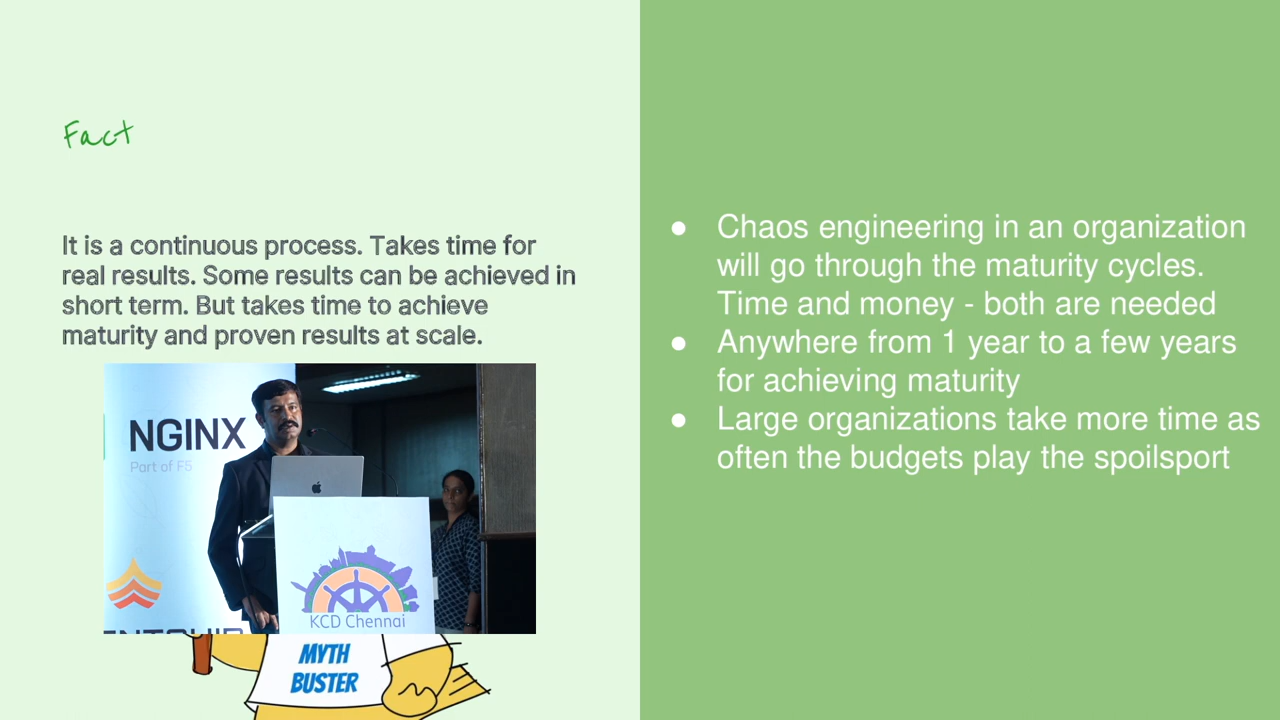 Fact
It is a continuous process. Takes time for
real results. Some results can be achieved in
short term. But takes time to achieve
maturity and proven results at scale.
NGINX
Part of F5
KCD Chennai
MYTH
BUSTER
● Chaos engineering in an organization
will go through the maturity cycles.
Time and money - both are needed
● Anywhere from 1 year to a few years
for achieving maturity
● Large organizations take more time as
often the budgets play the spoilsport